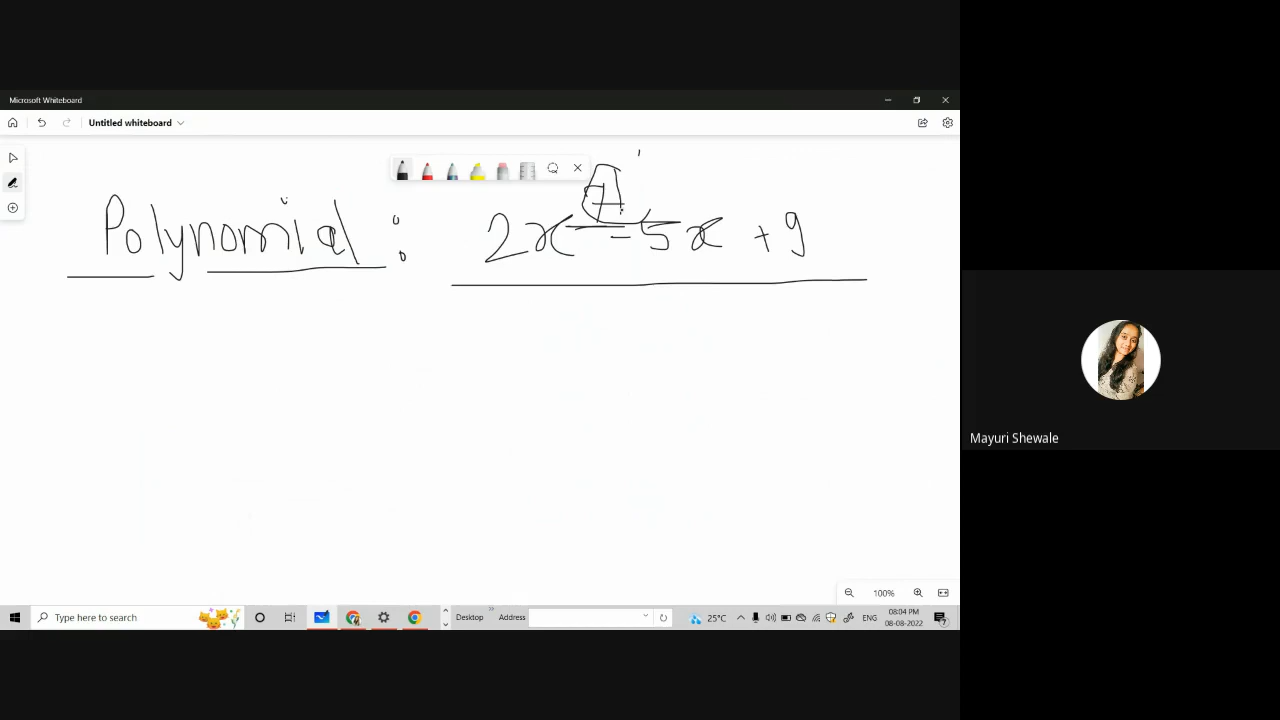 Microsoft Whiteboard
Untitled whiteboard
Polynomial : 2x⁷ - 5x + 9
Mayuri Shewale
100%
Type here to search
Desktop
Address
25°C
ENG
08:04 PM
08-08-2022